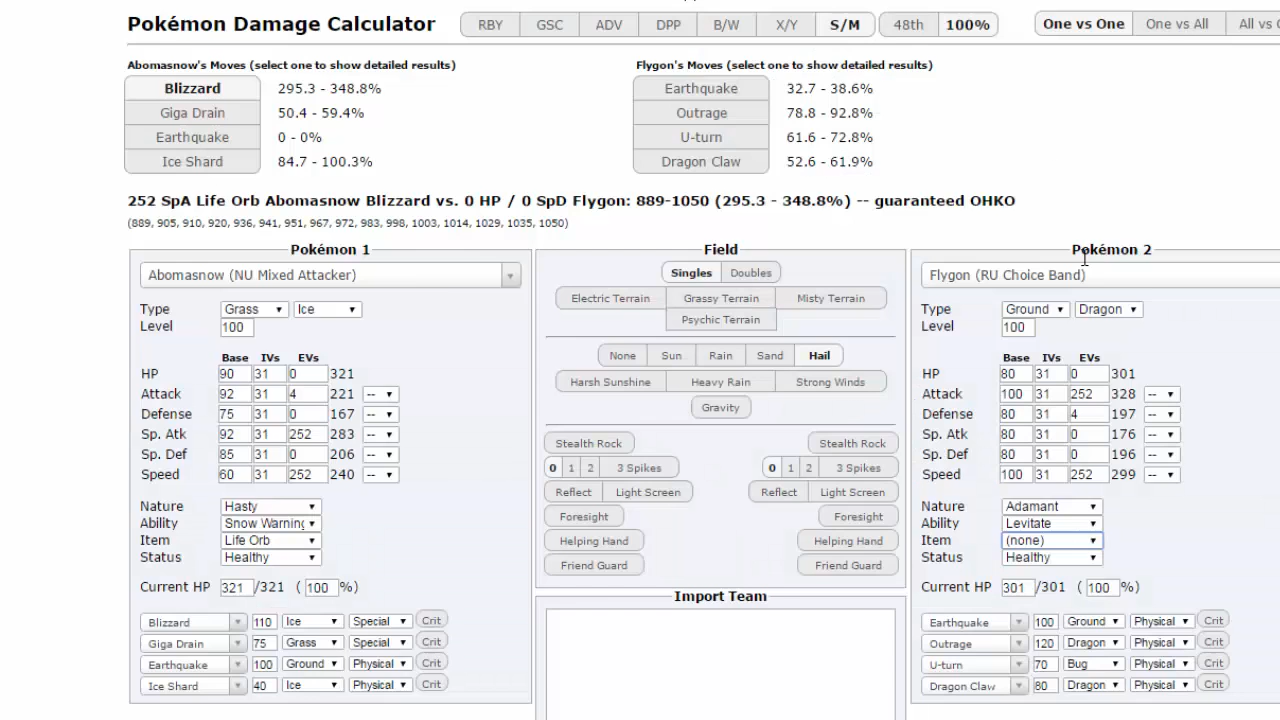 Pokémon Damage Calculator RBY GSC ADV DPP B/W X/Y S/M 48th 100% One vs One One vs All All vs
Abomasnow's Moves (select one to show detailed results) Flygon's Moves (select one to show detailed results)
Blizzard 295.3 - 348.8% Earthquake 32.7 - 38.6%
Giga Drain 50.4 - 59.4% Outrage 78.8 - 92.8%
Earthquake 0 - 0% U-turn 61.6 - 72.8%
Ice Shard 84.7 - 100.3% Dragon Claw 52.6 - 61.9%
252 SpA Life Orb Abomasnow Blizzard vs. 0 HP / 0 SpD Flygon: 889-1050 (295.3 - 348.8%) -- guaranteed OHKO
(889, 905, 910, 920, 936, 941, 951, 967, 972, 983, 998, 1003, 1014, 1029, 1035, 1050)
Pokémon 1
Abomasnow (NU Mixed Attacker)
Type Grass Ice
Level 100
Base IVs EVs
HP 90 31 0 321
Attack 92 31 4 221 --
Defense 75 31 0 167 --
Sp. Atk 92 31 252 283 --
Sp. Def 85 31 0 206 --
Speed 60 31 252 240 --
Nature Hasty
Ability Snow Warning
Item Life Orb
Status Healthy
Current HP 321 /321 ( 100 %)
Blizzard 110 Ice Special Crit
Giga Drain 75 Grass Special Crit
Earthquake 100 Ground Physical Crit
Ice Shard 40 Ice Physical Crit
Field
Singles Doubles
Electric Terrain Grassy Terrain Misty Terrain
Psychic Terrain
None Sun Rain Sand Hail
Harsh Sunshine Heavy Rain Strong Winds
Gravity
Stealth Rock Stealth Rock
0 1 2 3 Spikes 0 1 2 3 Spikes
Reflect Light Screen Reflect Light Screen
Foresight Foresight
Helping Hand Helping Hand
Friend Guard Friend Guard
Import Team
Pokémon 2
Flygon (RU Choice Band)
Type Ground Dragon
Level 100
Base IVs EVs
HP 80 31 0 301
Attack 100 31 252 328 --
Defense 80 31 4 197 --
Sp. Atk 80 31 0 176 --
Sp. Def 80 31 0 196 --
Speed 100 31 252 299 --
Nature Adamant
Ability Levitate
Item (none)
Status Healthy
Current HP 301 /301 ( 100 %)
Earthquake 100 Ground Physical Crit
Outrage 120 Dragon Physical Crit
U-turn 70 Bug Physical Crit
Dragon Claw 80 Dragon Physical Crit